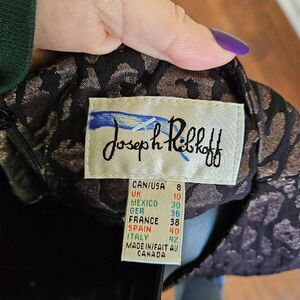 Joseph Ribkoff
CAN/USA 8
UK 10
MEXICO 30
GER 36
FRANCE 38
SPAIN 40
ITALY 42
MADE IN/FAIT AU
CANADA